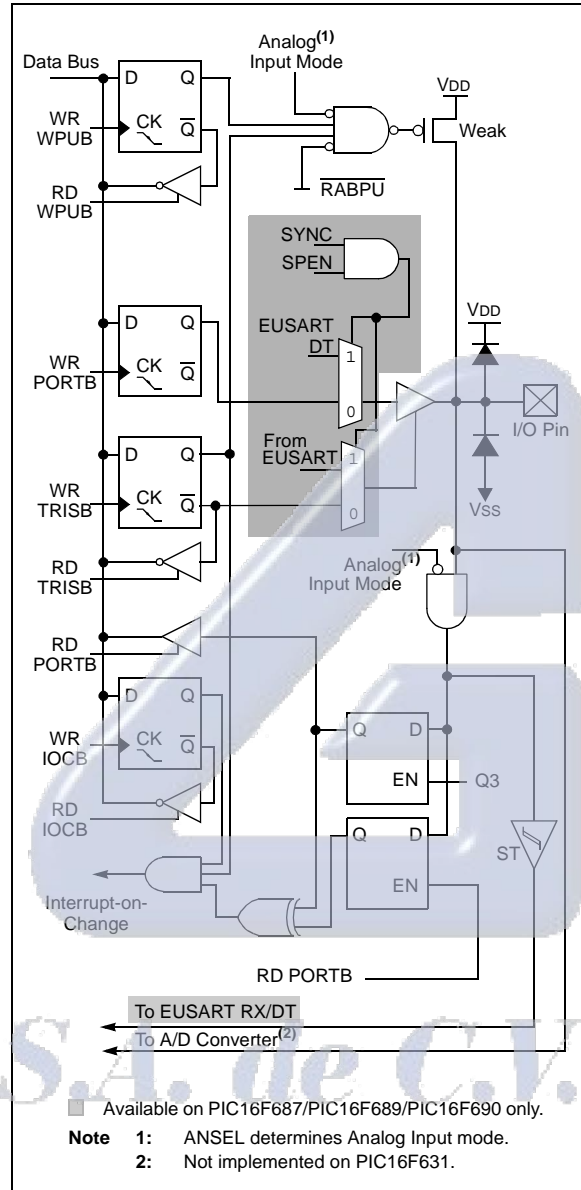 Analog(1)
Input Mode
Data Bus
D Q
VDD
WR
WPUB
CK
Q
Weak
RD
WPUB
RABPU
SYNC
SPEN
EUSART
DT
1
0
D Q
VDD
WR
PORTB
CK
Q
I/O Pin
From
EUSART
1
0
D Q
WR
TRISB
CK
Q
VSS
RD
TRISB
Analog(1)
Input Mode
RD
PORTB
D Q
WR
IOCB
CK
Q
Q D
EN
Q3
RD
IOCB
Q D
EN
ST
Interrupt-on-
Change
RD PORTB
To EUSART RX/DT
To A/D Converter(2)
S.A. de C.V.
Available on PIC16F687/PIC16F689/PIC16F690 only.
Note 1: ANSEL determines Analog Input mode.
2: Not implemented on PIC16F631.